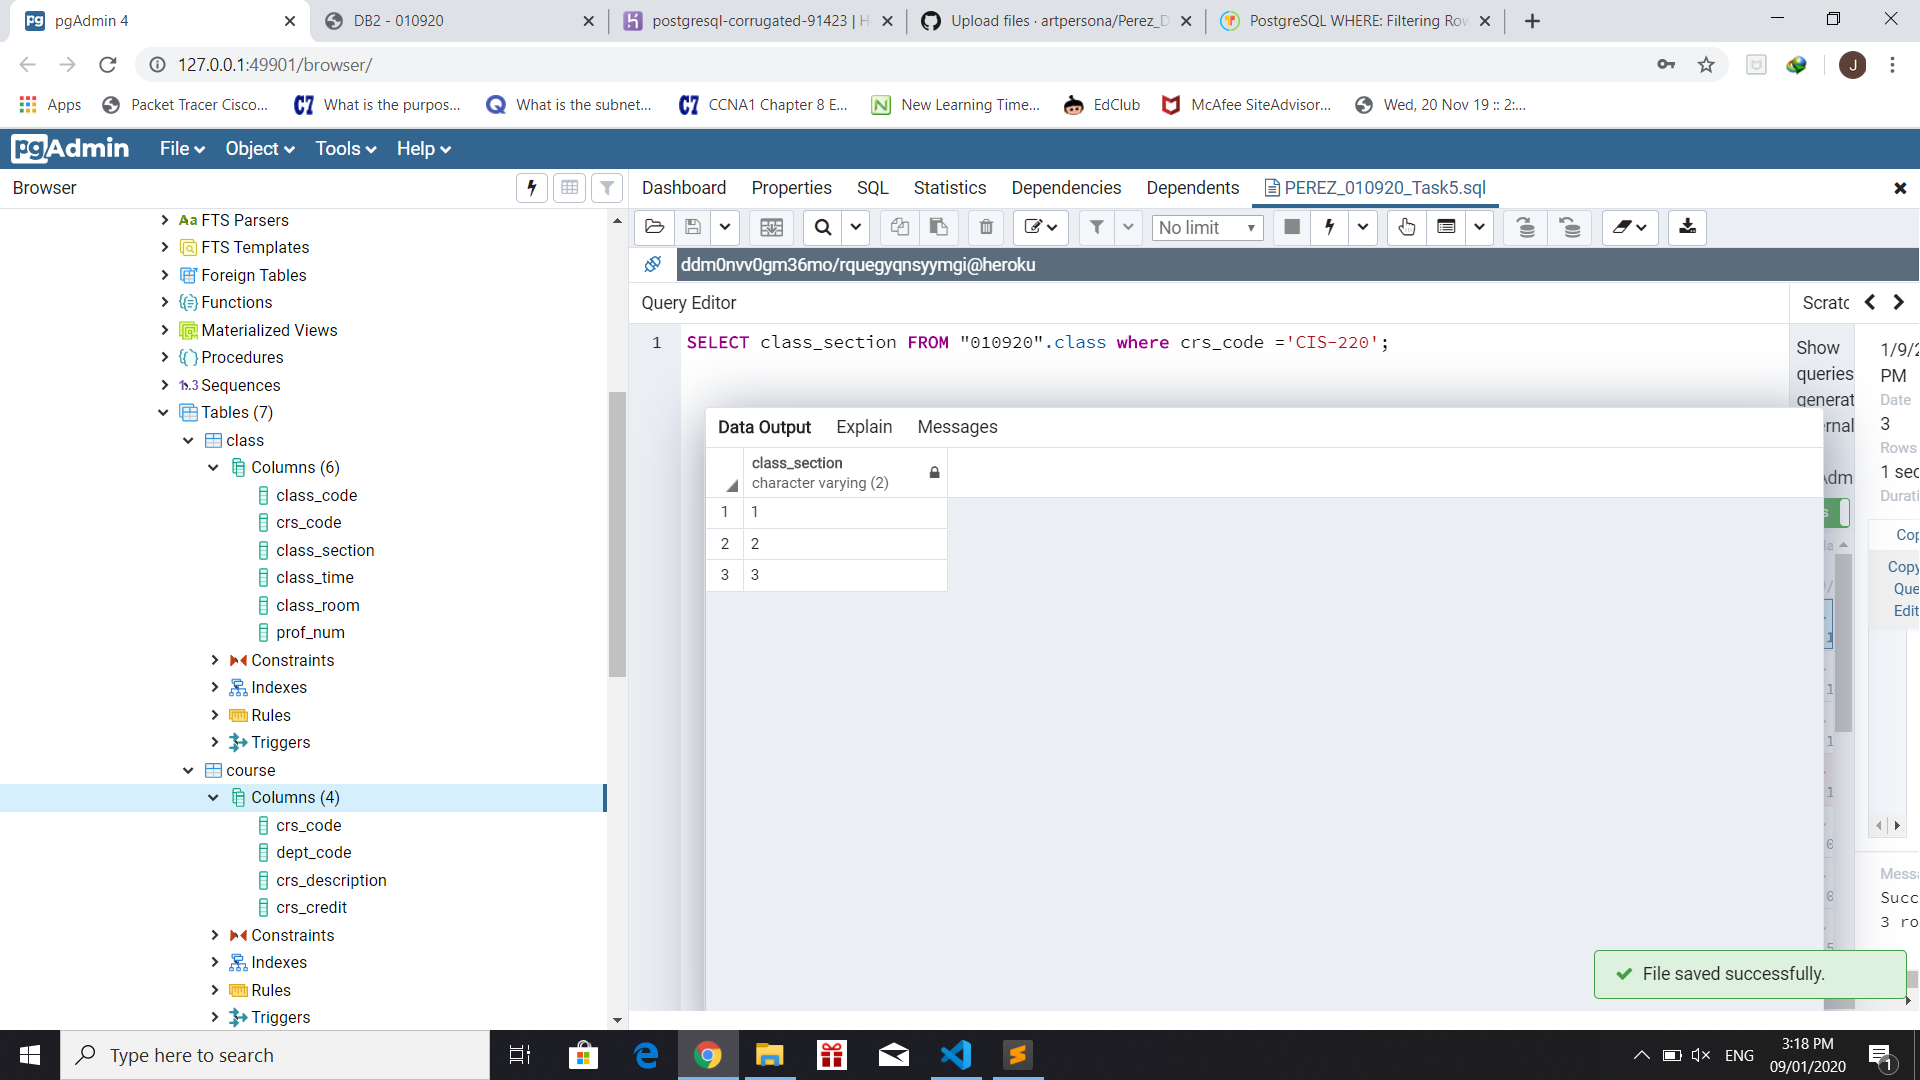 pgAdmin 4
DB2 - 010920
postgresql-corrugated-91423 | H
Upload files · artpersona/Perez_D
PostgreSQL WHERE: Filtering Row
127.0.0.1:49901/browser/
J
Apps
Packet Tracer Cisco...
What is the purpos...
What is the subnet...
CCNA1 Chapter 8 E...
New Learning Time...
EdClub
McAfee SiteAdvisor...
Wed, 20 Nov 19 :: 2:...
pgAdmin
File
Object
Tools
Help
Browser
Dashboard
Properties
SQL
Statistics
Dependencies
Dependents
PEREZ_010920_Task5.sql
No limit
ddm0nvv0gm36mo/rquegyqnsyymgi@heroku
Query Editor
Scratc
1 SELECT class_section FROM "010920".class where crs_code ='CIS-220';
FTS Parsers
FTS Templates
Foreign Tables
Functions
Materialized Views
Procedures
1..3 Sequences
Tables (7)
class
Columns (6)
class_code
crs_code
class_section
class_time
class_room
prof_num
Constraints
Indexes
Rules
Triggers
course
Columns (4)
crs_code
dept_code
crs_description
crs_credit
Constraints
Indexes
Rules
Triggers
Data Output
Explain
Messages
class_section
character varying (2)
1 1
2 2
3 3
Show
queries
generat
ernal
Adm
1/9/2
PM
Date
3
Rows
1 sec
Durati
Cop
Copy
Que
Edit
Messa
Succ
3 ro
File saved successfully.
Type here to search
ENG
3:18 PM
09/01/2020
1